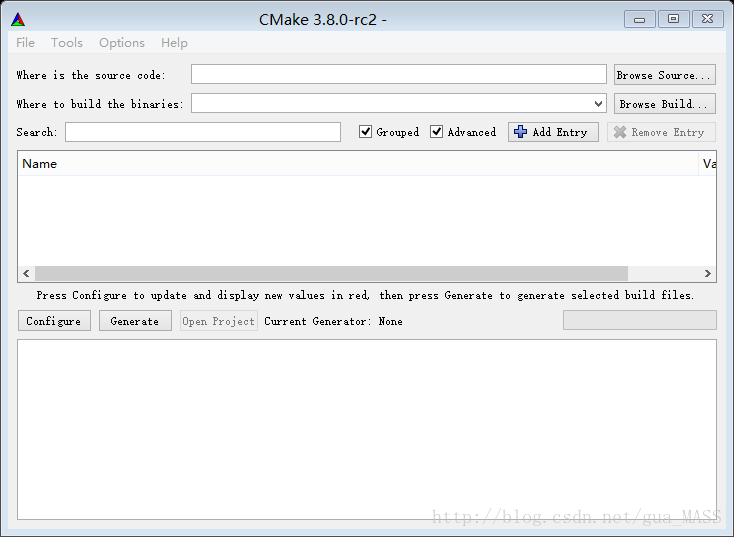 CMake 3.8.0-rc2 -
File Tools Options Help
Where is the source code: Browse Source...
Where to build the binaries: Browse Build...
Search: Grouped Advanced Add Entry Remove Entry
Name Va
Press Configure to update and display new values in red, then press Generate to generate selected build files.
Configure Generate Open Project Current Generator: None
http://blog.csdn.net/gua_MASS